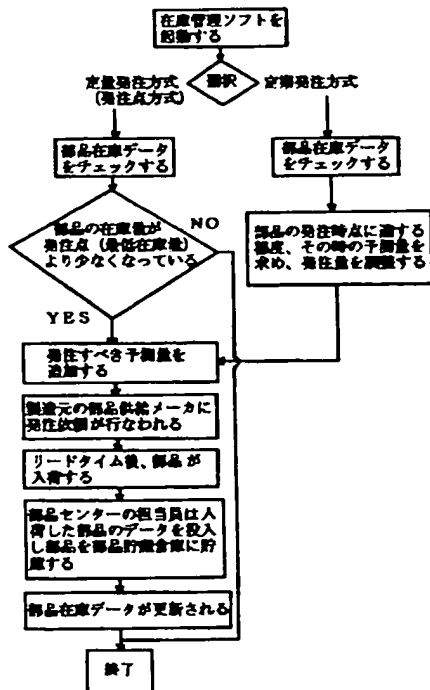 在庫管理ソフトを
起動する
選択
定量発注方式
(発注点方式)
定期発注方式
部品在庫データ
をチェックする
部品在庫データ
をチェックする
部品の在庫量が
発注点(最低在庫量)
より少なくなっている
NO
YES
部品の発注時点に達する
都度、その時の予測量を
求め、発注量を調整する
発注すべき予測量を
追加する
製造元の部品供給メーカに
発注依頼が行なわれる
リードタイム後、部品が
入荷する
部品センターの担当員は入
荷した部品のデータを投入
し部品を部品貯蔵倉庫に貯
蔵する
部品在庫データが更新される
終了